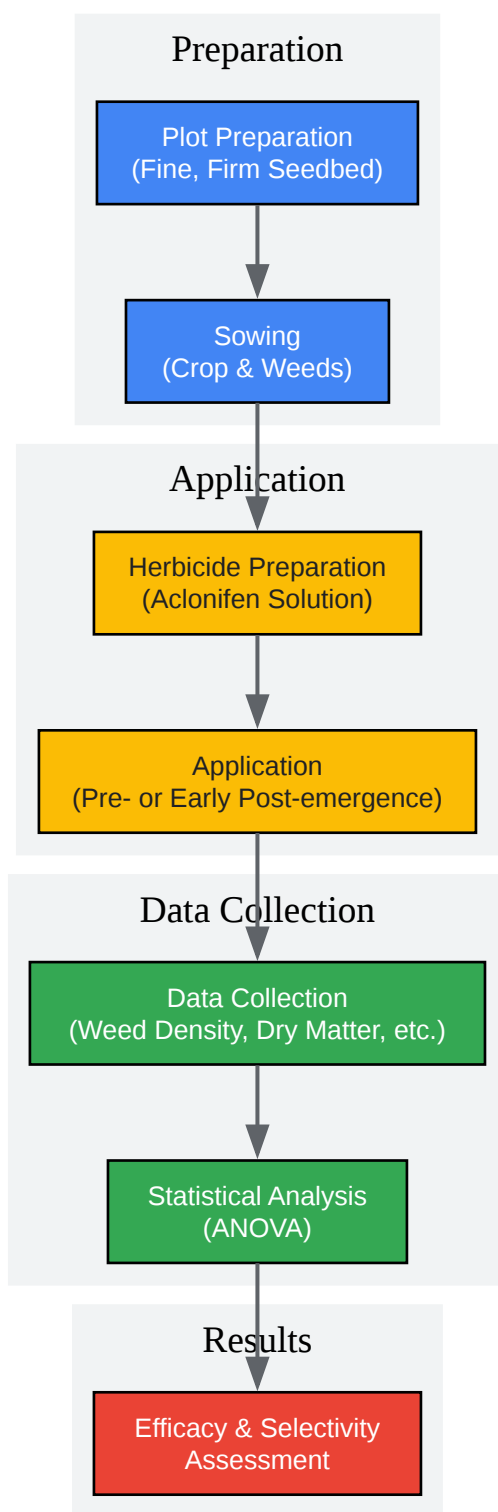 Preparation
Plot Preparation
(Fine, Firm Seedbed)
Sowing
(Crop & Weeds)
Application
Herbicide Preparation
(Aclonifen Solution)
Application
(Pre- or Early Post-emergence)
Data Collection
Data Collection
(Weed Density, Dry Matter, etc.)
Statistical Analysis
(ANOVA)
Results
Efficacy & Selectivity
Assessment